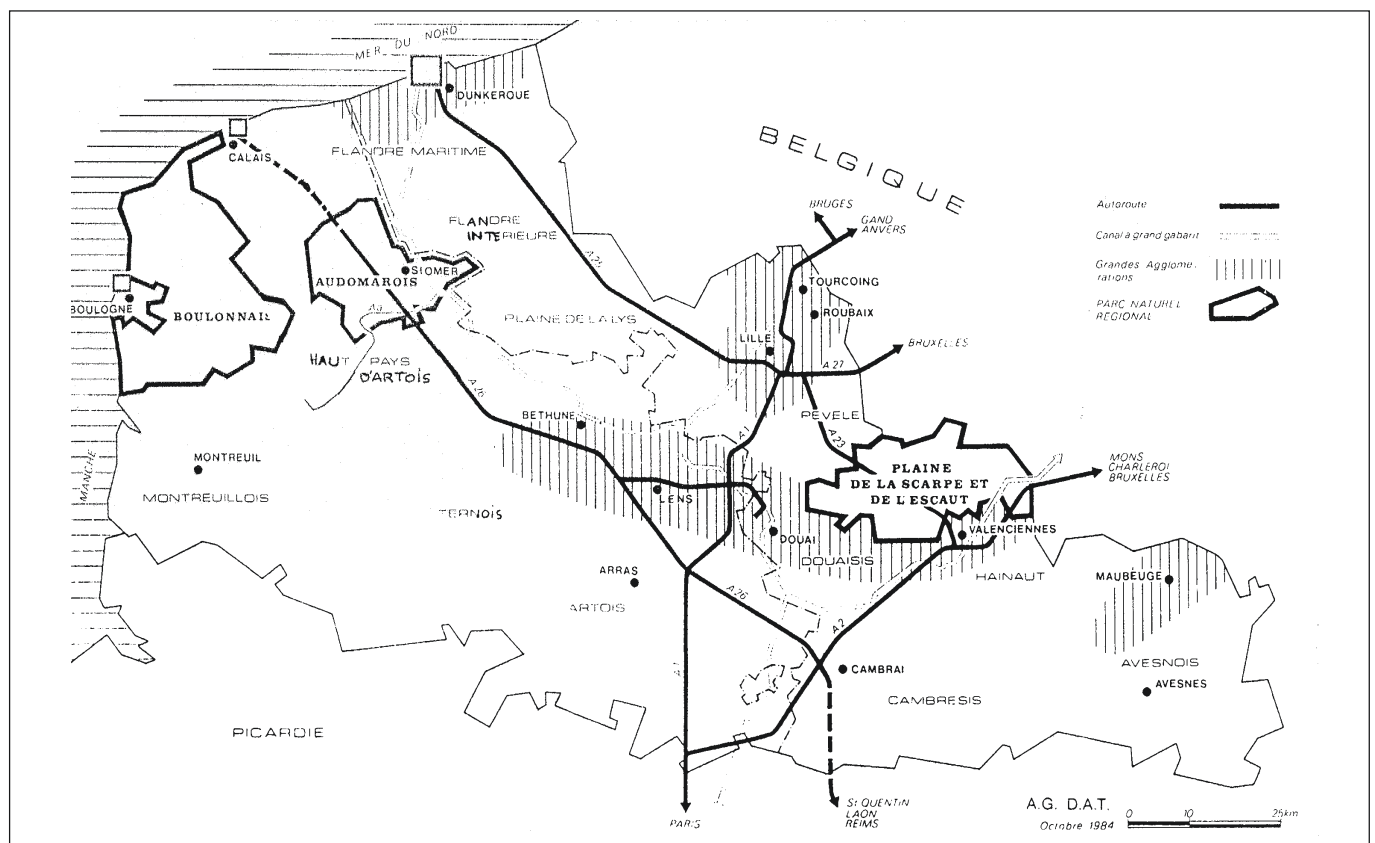 MER DU NORD
DUNKERQUE
CALAIS
FLANDRE MARITIME
BELGIQUE
BRUGES
GAND
ANVERS
Autoroute
Canal à grand gabarit
Grandes Agglomé-
rations
PARC NATUREL
REGIONAL
FLANDRE
INTERIEURE
A 25
ST OMER
AUDOMAROIS
Aa
BOULOGNE
BOULONNAIS
TOURCOING
ROUBAIX
PLAINE DE LA LYS
LILLE
BRUXELLES
A 27
HAUT PAYS
D'ARTOIS
A 26
BETHUNE
PEVELE
A 1
A 23
MANCHE
MONTREUIL
MONTREUILLOIS
PLAINE
DE LA SCARPE ET
DE L'ESCAUT
MONS
CHARLEROI
BRUXELLES
LENS
TERNOIS
DOUAI
VALENCIENNES
DOUAISIS
HAINAUT
MAUBEUGE
ARRAS
ARTOIS
A 26
A 2
CAMBRAI
AVESNOIS
AVESNES
CAMBRESIS
A 1
PICARDIE
PARIS
St QUENTIN
LAON
REIMS
A.G. D.A.T.
Octobre 1984
0 10 25km